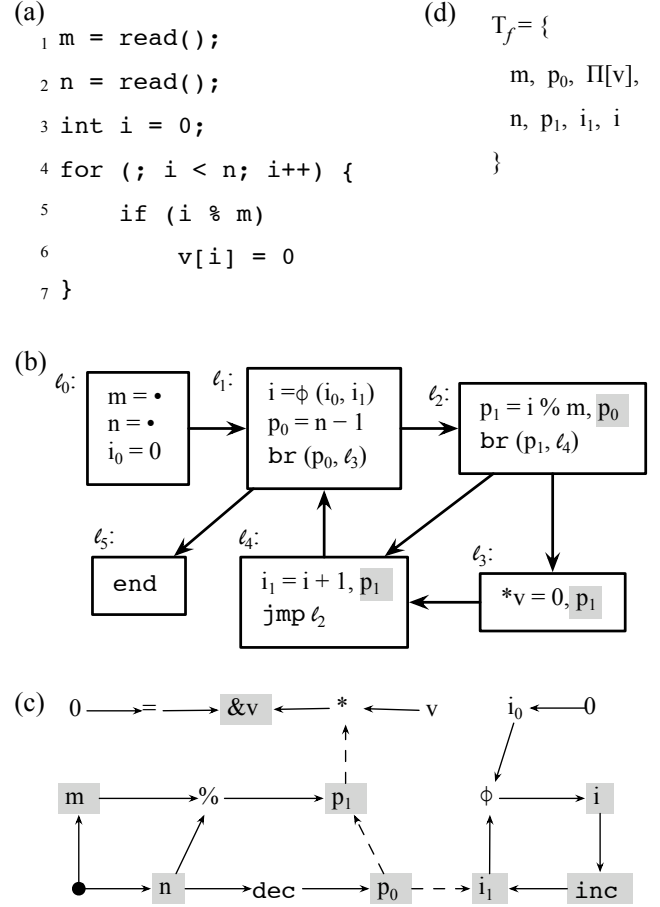 (a)
1 m = read();
2 n = read();
3 int i = 0;
4 for (; i < n; i++) {
5 if (i % m)
6 v[i] = 0
7 }
(d)
T_f = {
m, p₀, Π[v],
n, p₁, i₁, i
}
(b)
ℓ₀:
m = •
n = •
i₀ = 0
ℓ₁:
i =ϕ (i₀, i₁)
p₀ = n − 1
br (p₀, ℓ₃)
ℓ₂:
p₁ = i % m, p₀
br (p₁, ℓ₄)
ℓ₅:
end
ℓ₄:
i₁ = i + 1, p₁
jmp ℓ₂
ℓ₃:
*v = 0, p₁
(c)
0 = &v * v i₀ 0
m % p₁ ϕ i
n dec p₀ i₁ inc